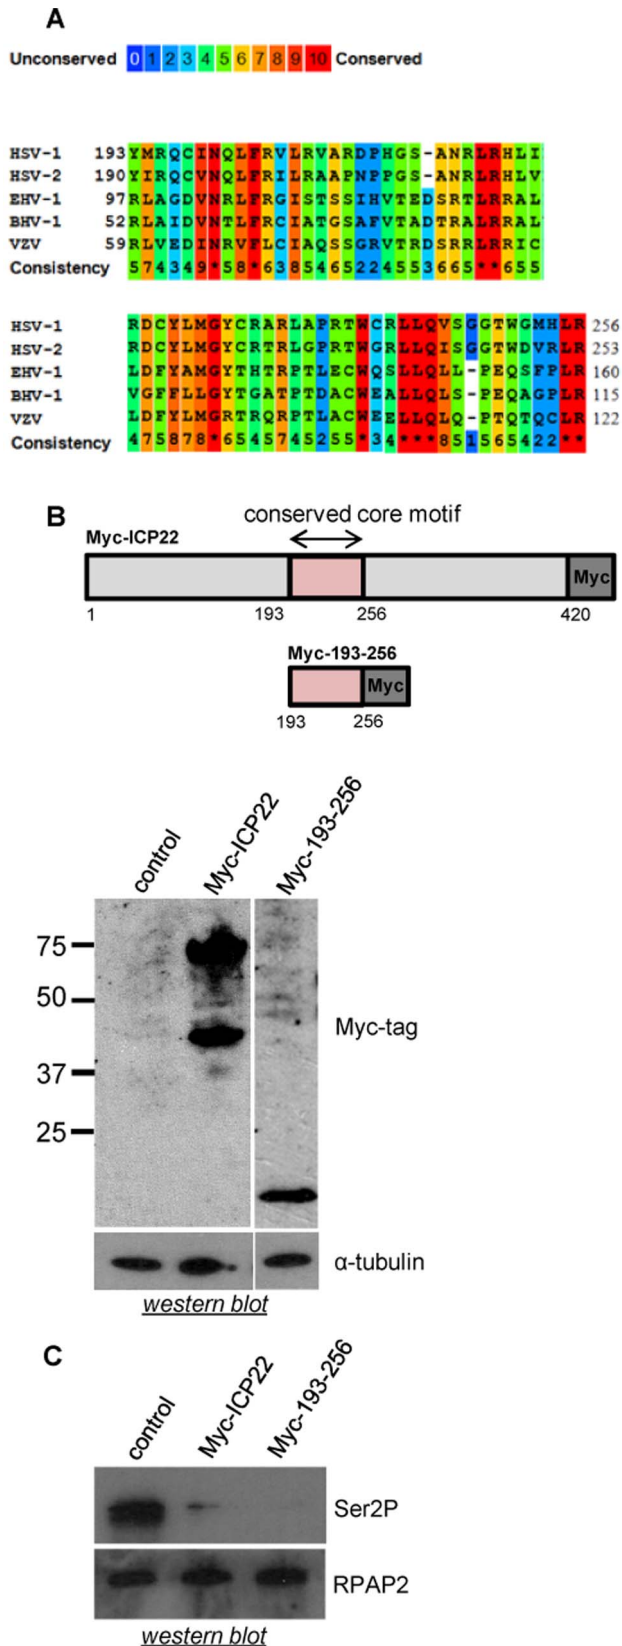 A
Unconserved 0 1 2 3 4 5 6 7 8 9 10 Conserved
HSV-1 193 YMRQCINQLFRVLRVARDPHGS-ANRLRHLI
HSV-2 190 YIRQCVNQLFRILRAAPNPPGS-ANRLRHLV
EHV-1 97 RLAGDVNRLFRGISTSSIHVTEDSRTLRRAL
BHV-1 52 RLAIDVNTLFRCIATGSAFVTADSRALRRAL
VZV 59 RLVEDINRVFLCIAQSSGRVTRDSRRLRRIC
Consistency 574349*58*6385465224553665**655
HSV-1 RDCYLMGYCRARLAPRTWCRLLQVSGGTWGMHLR 256
HSV-2 RDCYLMGYCRTRLGPRTWGRLLQISGGTWDVRLR 253
EHV-1 LDFYAMGYTHTRPTLECWQSLLQLL-PEQSFPLR 160
BHV-1 VGFFLLGYTGATPTDACWEALLQLS-PEQAGPLR 115
VZV LDFYLMGRTRQRPTLACWEELLQLQ-PTQTQCLR 122
Consistency 475878*6545745255*34***851565422**
B
conserved core motif
Myc-ICP22
Myc
1 193 256 420
Myc-193-256
Myc
193 256
control Myc-ICP22 Myc-193-256
75
50
Myc-tag
37
25
α-tubulin
western blot
C
control Myc-ICP22 Myc-193-256
Ser2P
RPAP2
western blot